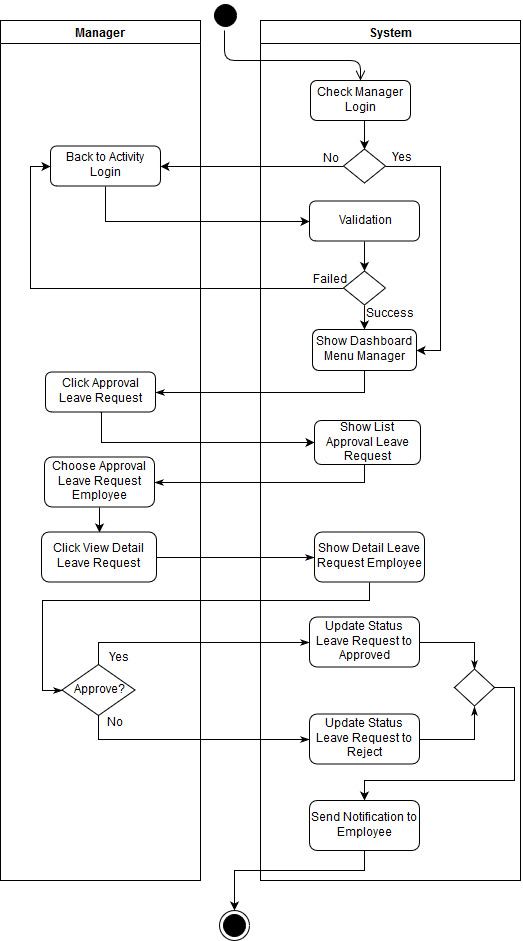 Manager
System
Check Manager
Login
No
Yes
Back to Activity
Login
Validation
Failed
Success
Show Dashboard
Menu Manager
Click Approval
Leave Request
Show List
Approval Leave
Request
Choose Approval
Leave Request
Employee
Click View Detail
Leave Request
Show Detail Leave
Request Employee
Update Status
Leave Request to
Approved
Yes
Approve?
No
Update Status
Leave Request to
Reject
Send Notification to
Employee